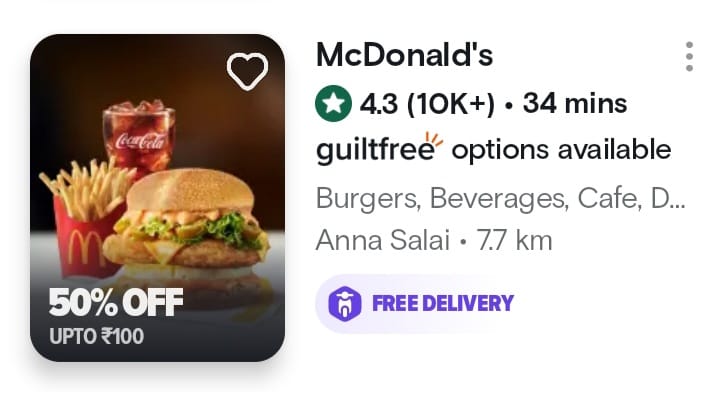 McDonald's
4.3 (10K+) • 34 mins
guiltfree options available
Burgers, Beverages, Cafe, D...
Anna Salai • 7.7 km
FREE DELIVERY
Coca-Cola
50% OFF
UPTO ₹100